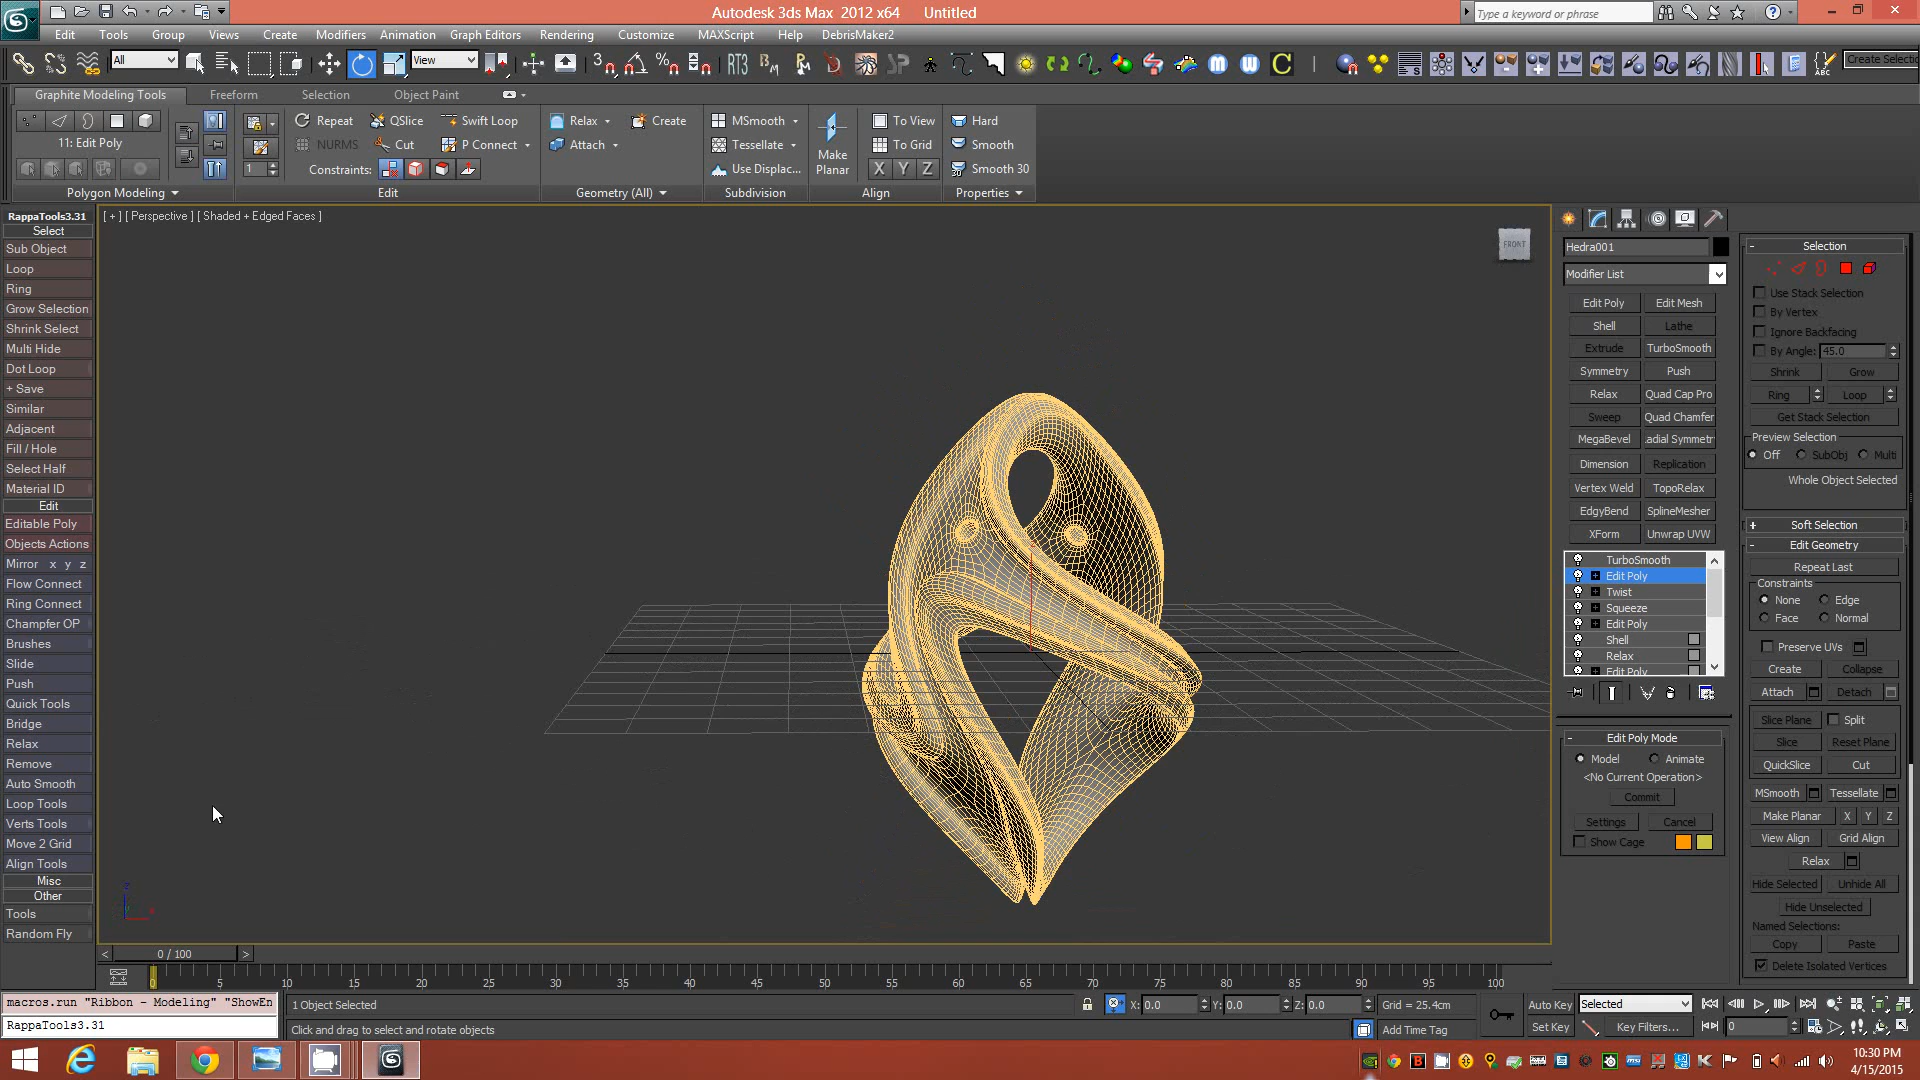 Autodesk 3ds Max 2012 x64 Untitled
Type a keyword or phrase
Edit Tools Group Views Create Modifiers Animation Graph Editors Rendering Customize MAXScript Help DebrisMaker2
All View Create Selectio
Graphite Modeling Tools Freeform Selection Object Paint
11: Edit Poly
Polygon Modeling
Repeat QSlice Swift Loop
NURMS Cut P Connect
1 Constraints:
Edit
Relax Create
Attach
Geometry (All)
MSmooth
Tessellate
Use Displac...
Subdivision
Make Planar
To View
To Grid
X Y Z
Align
Hard
Smooth
Smooth 30
Properties
RappaTools3.31
Select
Sub Object
Loop
Ring
Grow Selection
Shrink Select
Multi Hide
Dot Loop
+ Save
Similar
Adjacent
Fill / Hole
Select Half
Material ID
Edit
Editable Poly
Objects Actions
Mirror x y z
Flow Connect
Ring Connect
Champfer OP
Brushes
Slide
Push
Quick Tools
Bridge
Relax
Remove
Auto Smooth
Loop Tools
Verts Tools
Move 2 Grid
Align Tools
Misc
Other
Tools
Random Fly
[ + ] [ Perspective ] [ Shaded + Edged Faces ]
FRONT
Hedra001
Modifier List
Edit Poly Edit Mesh
Shell Lathe
Extrude TurboSmooth
Symmetry Push
Relax Quad Cap Pro
Sweep Quad Chamfer
MegaBevel adial Symmetr
Dimension Replication
Vertex Weld TopoRelax
EdgyBend SplineMesher
XForm Unwrap UVW
TurboSmooth
Edit Poly
Twist
Squeeze
Edit Poly
Shell
Relax
Edit Poly
- Edit Poly Mode
Model Animate
<No Current Operation>
Commit
Settings Cancel
Show Cage
- Selection
Use Stack Selection
By Vertex
Ignore Backfacing
By Angle: 45.0
Shrink Grow
Ring Loop
Get Stack Selection
Preview Selection
Off SubObj Multi
Whole Object Selected
+ Soft Selection
- Edit Geometry
Repeat Last
Constraints
None Edge
Face Normal
Preserve UVs
Create Collapse
Attach Detach
Slice Plane Split
Slice Reset Plane
QuickSlice Cut
MSmooth Tessellate
Make Planar X Y Z
View Align Grid Align
Relax
Hide Selected Unhide All
Hide Unselected
Named Selections:
Copy Paste
Delete Isolated Vertices
< 0 / 100 >
0 5 10 15 20 25 30 35 40 45 50 55 60 65 70 75 80 85 90 95 100
macros.run "Ribbon - Modeling" "ShowEn
RappaTools3.31
1 Object Selected
Click and drag to select and rotate objects
X: 0.0 Y: 0.0 Z: 0.0 Grid = 25.4cm
Add Time Tag
Auto Key Selected
Set Key Key Filters... 0
10:30 PM
4/15/2015